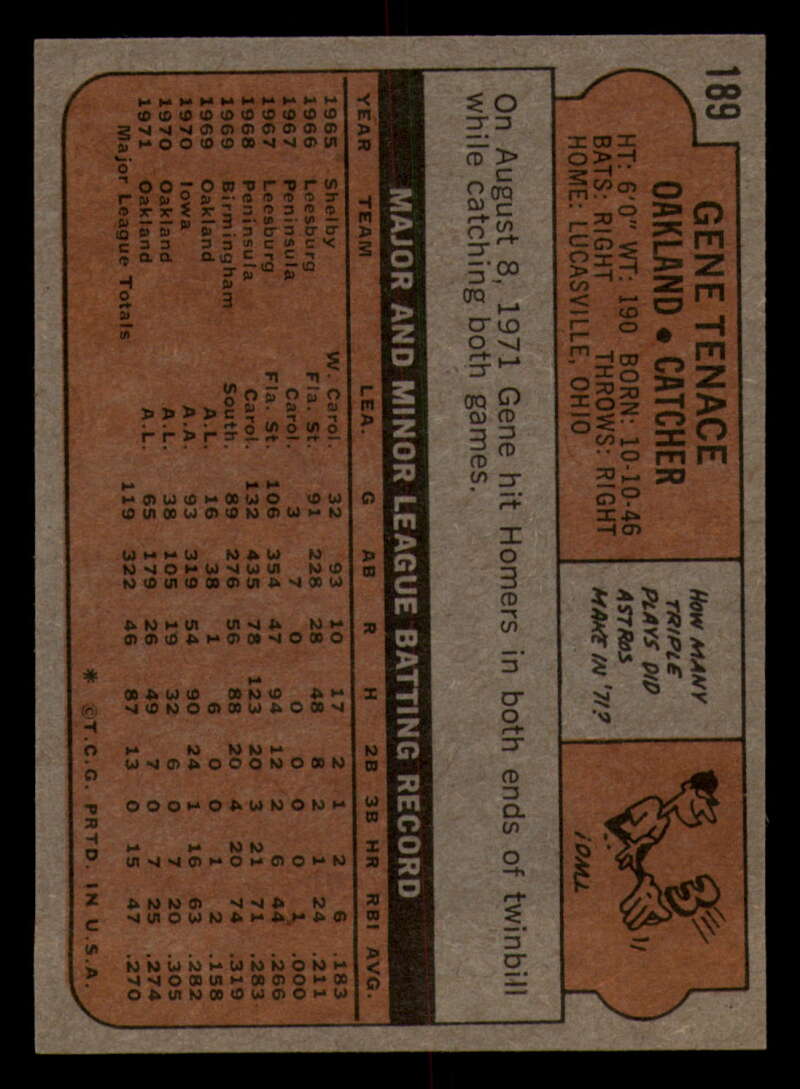 189
GENE TENACE
OAKLAND • CATCHER
HT: 6'0" WT: 190 BORN: 10-10-46
BATS: RIGHT THROWS: RIGHT
HOME: LUCASVILLE, OHIO
HOW MANY
TRIPLE
PLAYS DID
ASTROS
MAKE IN '71?
TWO!
On August 8, 1971 Gene hit Homers in both ends of twinbill
while catching both games.
MAJOR AND MINOR LEAGUE BATTING RECORD
YEAR TEAM LEA. G AB R H 2B 3B HR RBI AVG.
1965 Shelby W. Carol. 32 93 10 17 2 1 2 6 .183
1966 Leesburg Fla. St. 91 228 28 48 8 2 1 24 .211
1967 Peninsula Carol. 3 7 0 0 0 0 0 1 .000
1967 Leesburg Fla. St. 106 354 47 94 12 2 6 44 .266
1968 Peninsula Carol. 132 435 78 123 20 3 21 71 .283
1969 Birmingham South. 89 276 56 88 20 4 20 74 .319
1969 Oakland A.L. 16 38 1 6 0 0 1 2 .158
1970 Iowa A.A. 93 319 54 90 24 1 16 63 .282
1970 Oakland A.L. 38 105 19 32 6 0 7 20 .305
1971 Oakland A.L. 65 179 26 49 7 0 7 25 .274
Major League Totals 119 322 46 87 13 0 15 47 .270
* ©T.C.G. PRTD. IN U.S.A.